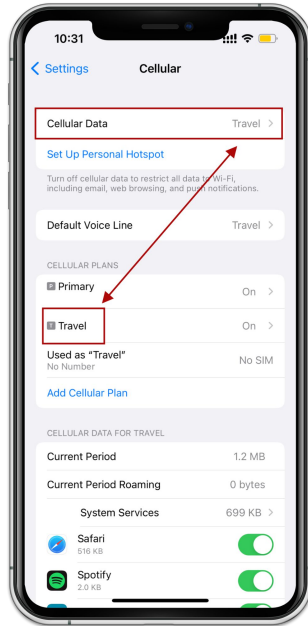 10:31
Settings
Cellular
Cellular Data Travel
Set Up Personal Hotspot
Turn off cellular data to restrict all data to Wi-Fi,
including email, web browsing, and push notifications.
Default Voice Line Travel
CELLULAR PLANS
P Primary
On
T Travel
On
Used as “Travel”
No Number
No SIM
Add Cellular Plan
CELLULAR DATA FOR TRAVEL
Current Period 1.2 MB
Current Period Roaming 0 bytes
System Services 699 KB
Safari
516 KB
Spotify
2.0 KB